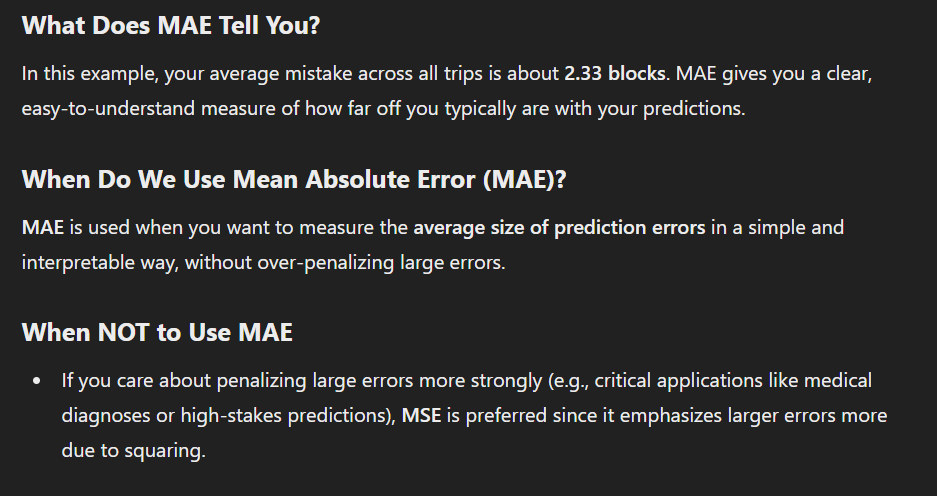 What Does MAE Tell You?
In this example, your average mistake across all trips is about 2.33 blocks. MAE gives you a clear,
easy-to-understand measure of how far off you typically are with your predictions.
When Do We Use Mean Absolute Error (MAE)?
MAE is used when you want to measure the average size of prediction errors in a simple and
interpretable way, without over-penalizing large errors.
When NOT to Use MAE
• If you care about penalizing large errors more strongly (e.g., critical applications like medical
diagnoses or high-stakes predictions), MSE is preferred since it emphasizes larger errors more
due to squaring.